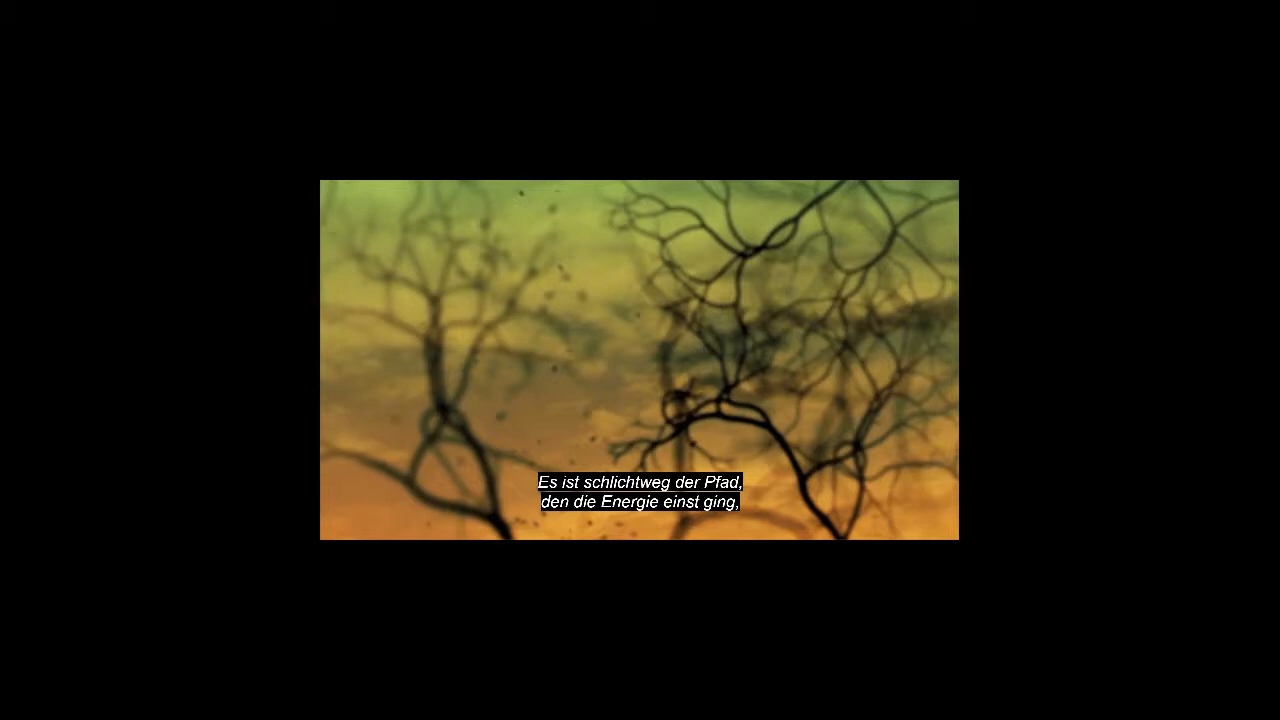 Es ist schlichtweg der Pfad,
den die Energie einst ging,